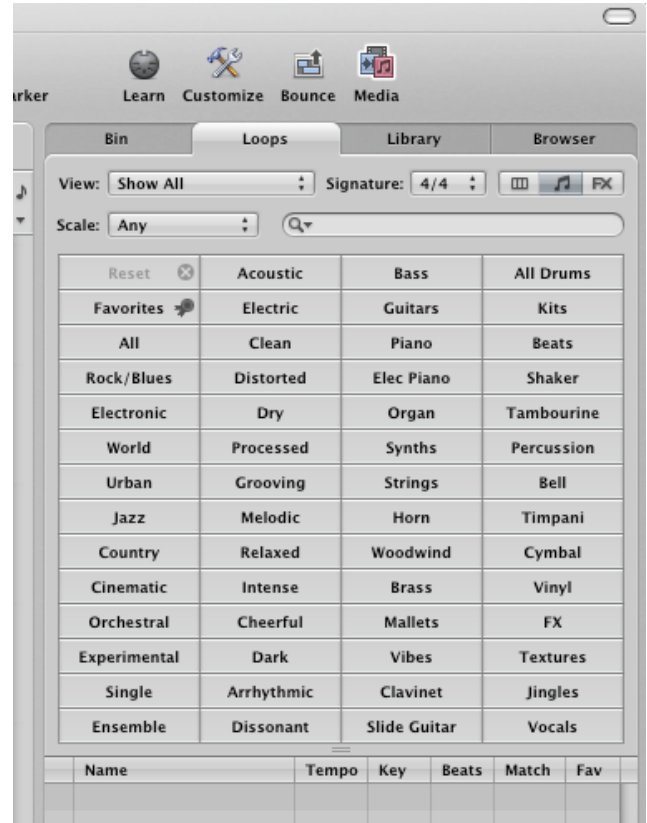 arker Learn Customize Bounce Media
Bin Loops Library Browser
View: Show All Signature: 4/4 FX
Scale: Any
Reset Acoustic Bass All Drums
Favorites Electric Guitars Kits
All Clean Piano Beats
Rock/Blues Distorted Elec Piano Shaker
Electronic Dry Organ Tambourine
World Processed Synths Percussion
Urban Grooving Strings Bell
Jazz Melodic Horn Timpani
Country Relaxed Woodwind Cymbal
Cinematic Intense Brass Vinyl
Orchestral Cheerful Mallets FX
Experimental Dark Vibes Textures
Single Arrhythmic Clavinet Jingles
Ensemble Dissonant Slide Guitar Vocals
Name Tempo Key Beats Match Fav